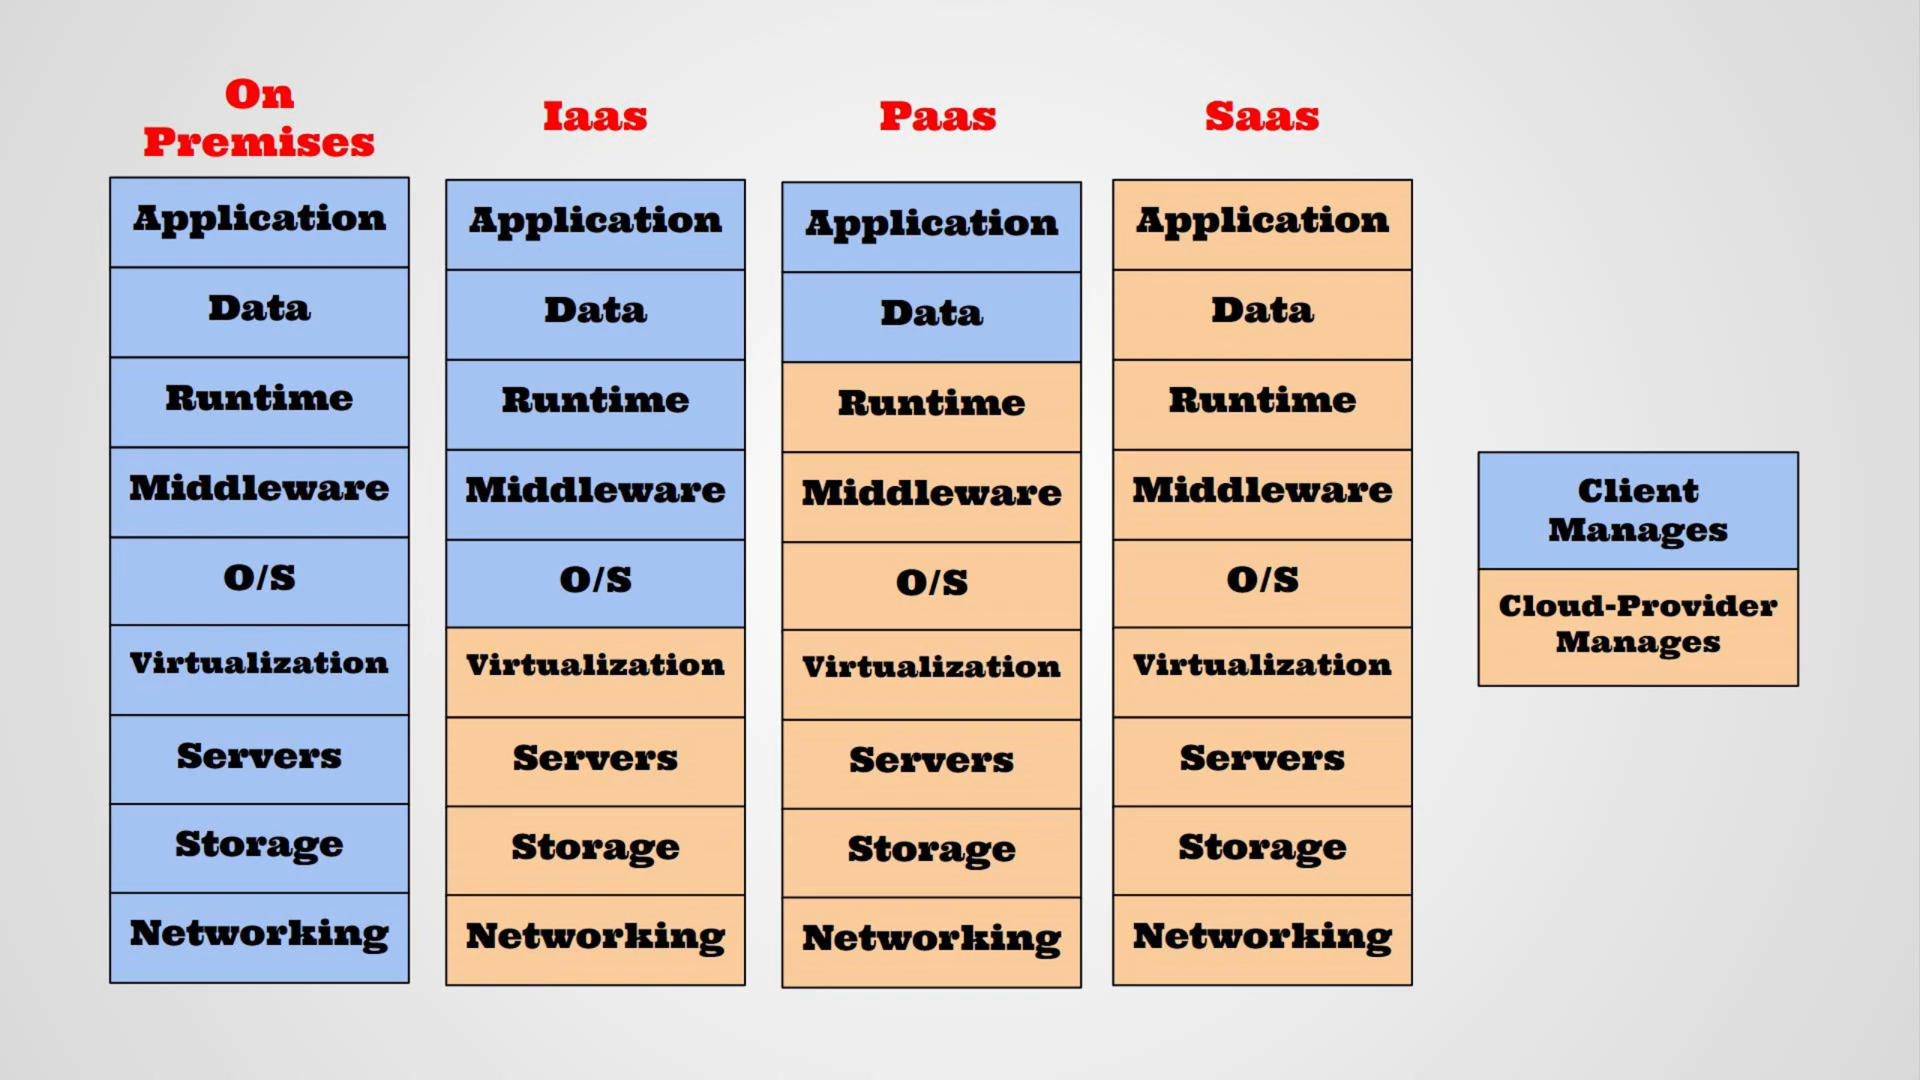 On
Premises
Application
Data
Runtime
Middleware
O/S
Virtualization
Servers
Storage
Networking
Iaas
Application
Data
Runtime
Middleware
O/S
Virtualization
Servers
Storage
Networking
Paas
Application
Data
Runtime
Middleware
O/S
Virtualization
Servers
Storage
Networking
Saas
Application
Data
Runtime
Middleware
O/S
Virtualization
Servers
Storage
Networking
Client
Manages
Cloud-Provider
Manages